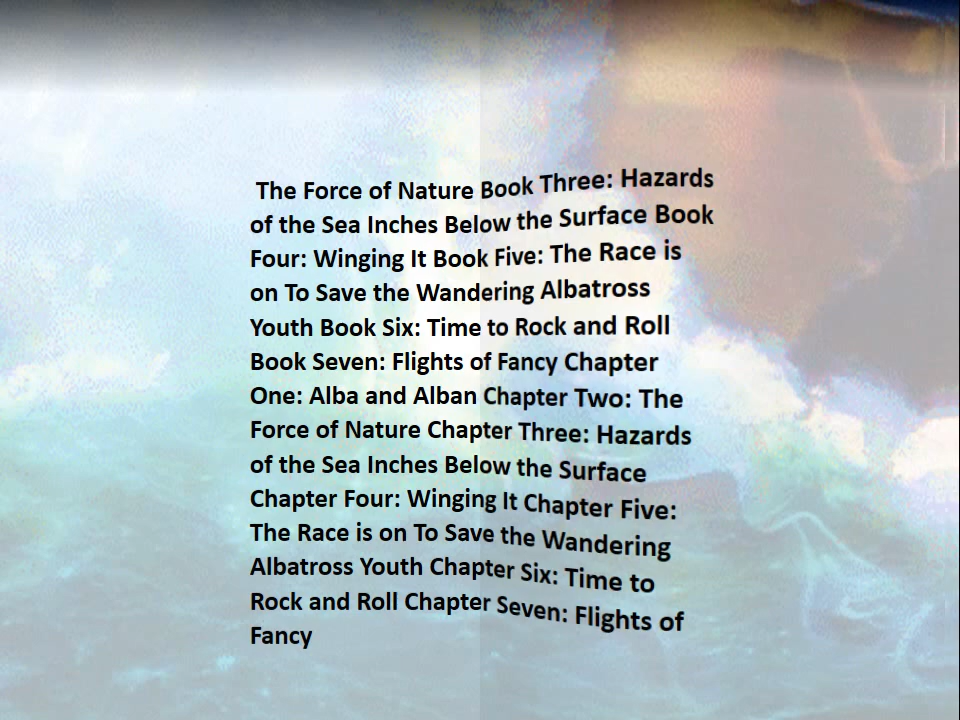 The Force of Nature Book Three: Hazards
of the Sea Inches Below the Surface Book
Four: Winging It Book Five: The Race is
on To Save the Wandering Albatross
Youth Book Six: Time to Rock and Roll
Book Seven: Flights of Fancy Chapter
One: Alba and Alban Chapter Two: The
Force of Nature Chapter Three: Hazards
of the Sea Inches Below the Surface
Chapter Four: Winging It Chapter Five:
The Race is on To Save the Wandering
Albatross Youth Chapter Six: Time to
Rock and Roll Chapter Seven: Flights of
Fancy